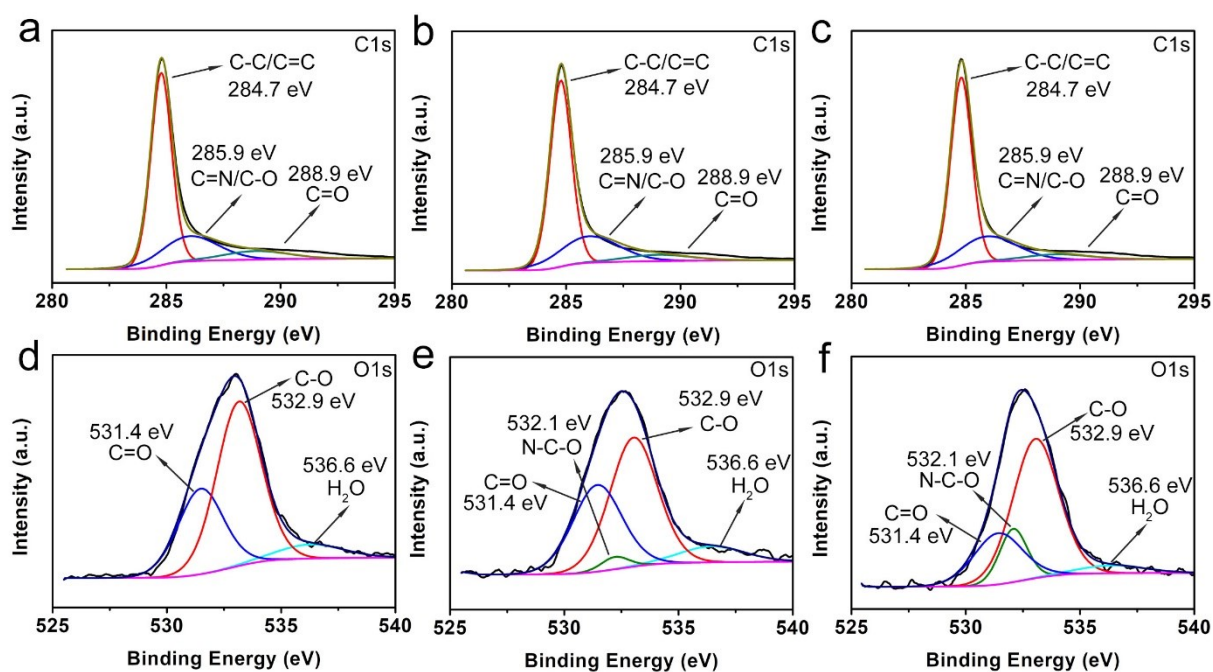 a
C1s
C-C/C=C
284.7 eV
285.9 eV
C=N/C-O
288.9 eV
C=O
Intensity (a.u.)
280 285 290 295
Binding Energy (eV)
b
C1s
C-C/C=C
284.7 eV
285.9 eV
C=N/C-O
288.9 eV
C=O
Intensity (a.u.)
280 285 290 295
Binding Energy (eV)
c
C1s
C-C/C=C
284.7 eV
285.9 eV
C=N/C-O
288.9 eV
C=O
Intensity (a.u.)
280 285 290 295
Binding Energy (eV)
d
O1s
C-O
532.9 eV
531.4 eV
C=O
536.6 eV
H₂O
Intensity (a.u.)
525 530 535 540
Binding Energy (eV)
e
O1s
532.9 eV
C-O
532.1 eV
N-C-O
C=O
531.4 eV
536.6 eV
H₂O
Intensity (a.u.)
525 530 535 540
Binding Energy (eV)
f
O1s
C-O
532.9 eV
532.1 eV
N-C-O
536.6 eV
H₂O
C=O
531.4 eV
Intensity (a.u.)
525 530 535 540
Binding Energy (eV)